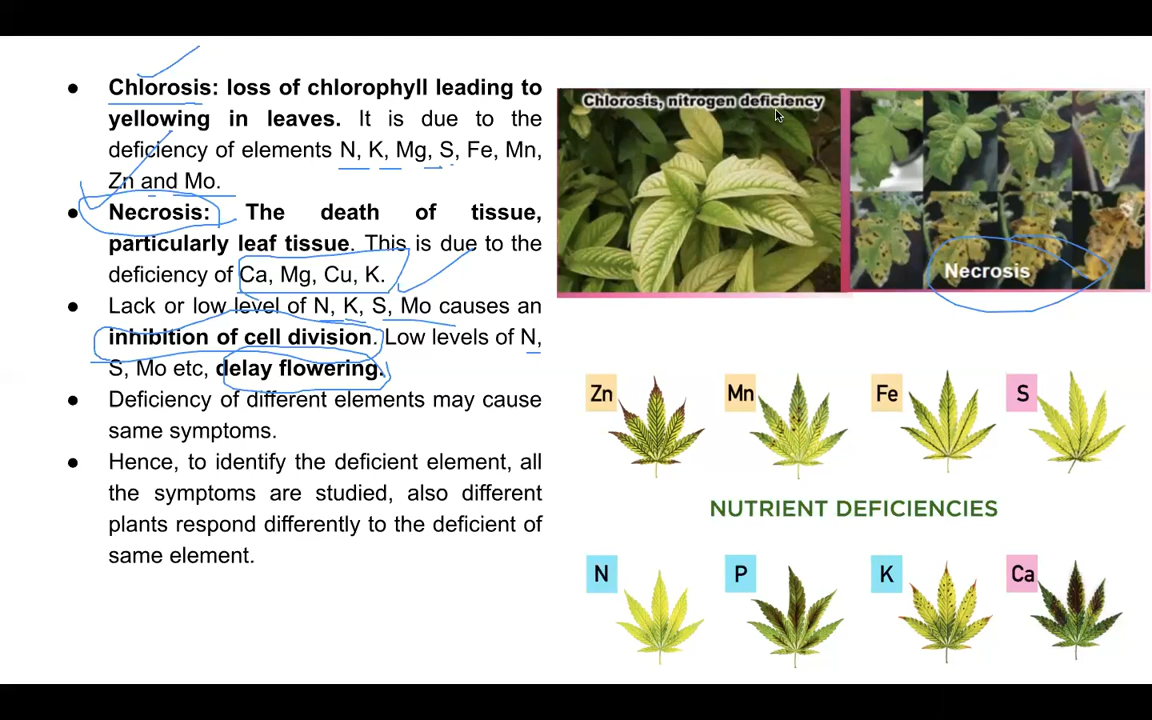 ● Chlorosis: loss of chlorophyll leading to
yellowing in leaves. It is due to the
deficiency of elements N, K, Mg, S, Fe, Mn,
Zn and Mo.
● Necrosis: The death of tissue,
particularly leaf tissue. This is due to the
deficiency of Ca, Mg, Cu, K.
● Lack or low level of N, K, S, Mo causes an
inhibition of cell division. Low levels of N,
S, Mo etc, delay flowering.
● Deficiency of different elements may cause
same symptoms.
● Hence, to identify the deficient element, all
the symptoms are studied, also different
plants respond differently to the deficient of
same element.
Chlorosis, nitrogen deficiency
Necrosis
Zn Mn Fe S
NUTRIENT DEFICIENCIES
N P K Ca